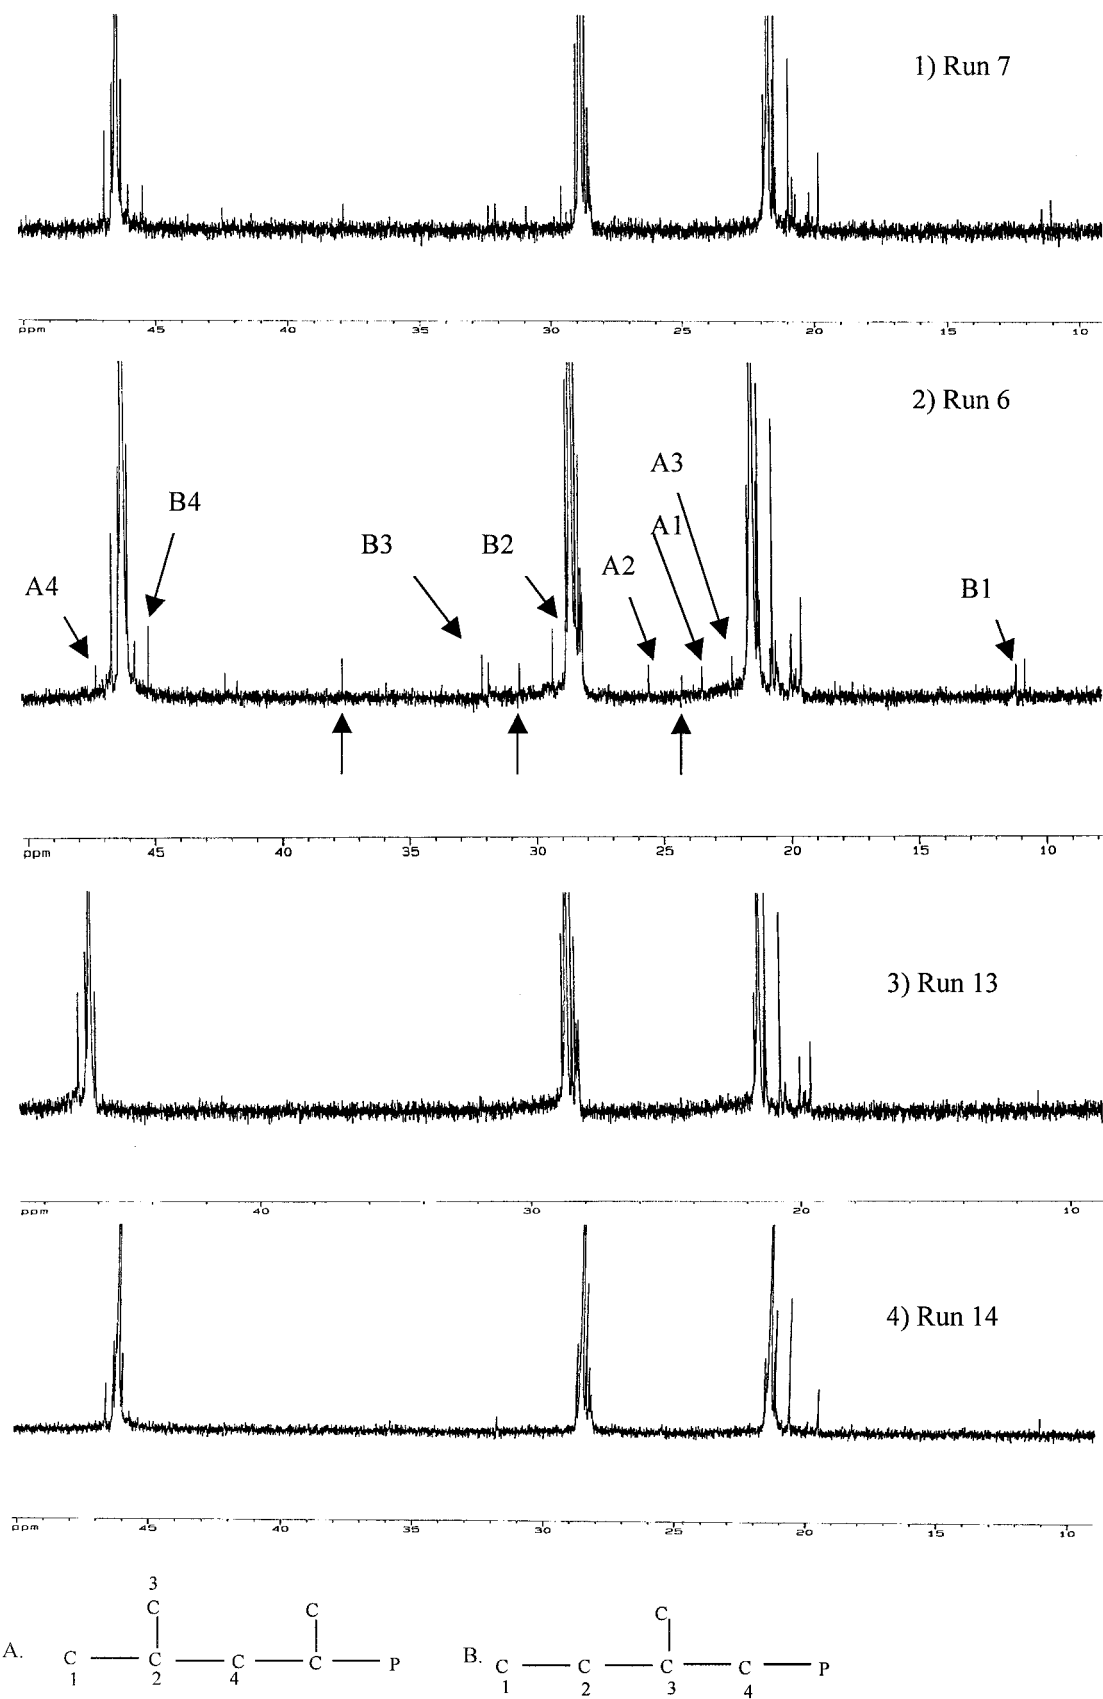 1) Run 7
ppm 45 40 35 30 25 20 15 10
2) Run 6
A3
B4
A1
B3 B2
A2
A4 B1
ppm 45 40 35 30 25 20 15 10
3) Run 13
ppm 40 30 20 10
4) Run 14
ppm 45 40 35 30 25 20 15 10
3
C C C
A. C C C C P B. C C C C P
1 2 4 1 2 3 4